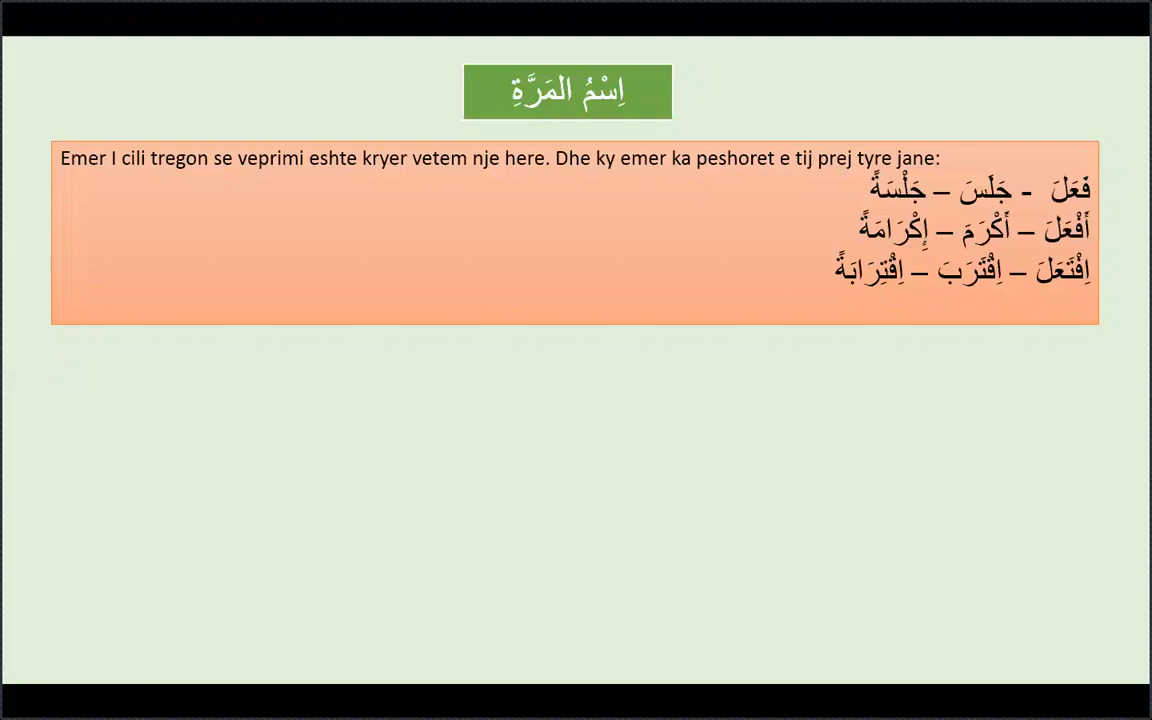 اِسْمُ المَرَّةِ
Emer I cili tregon se veprimi eshte kryer vetem nje here. Dhe ky emer ka peshoret e tij prej tyre jane:
فَعَلَ - جَلَسَ – جَلْسَةً
أَفْعَلَ – أَكْرَمَ – إِكْرَامَةً
اِفْتَعَلَ – اِقْتَرَبَ – اِقْتِرَابَةً